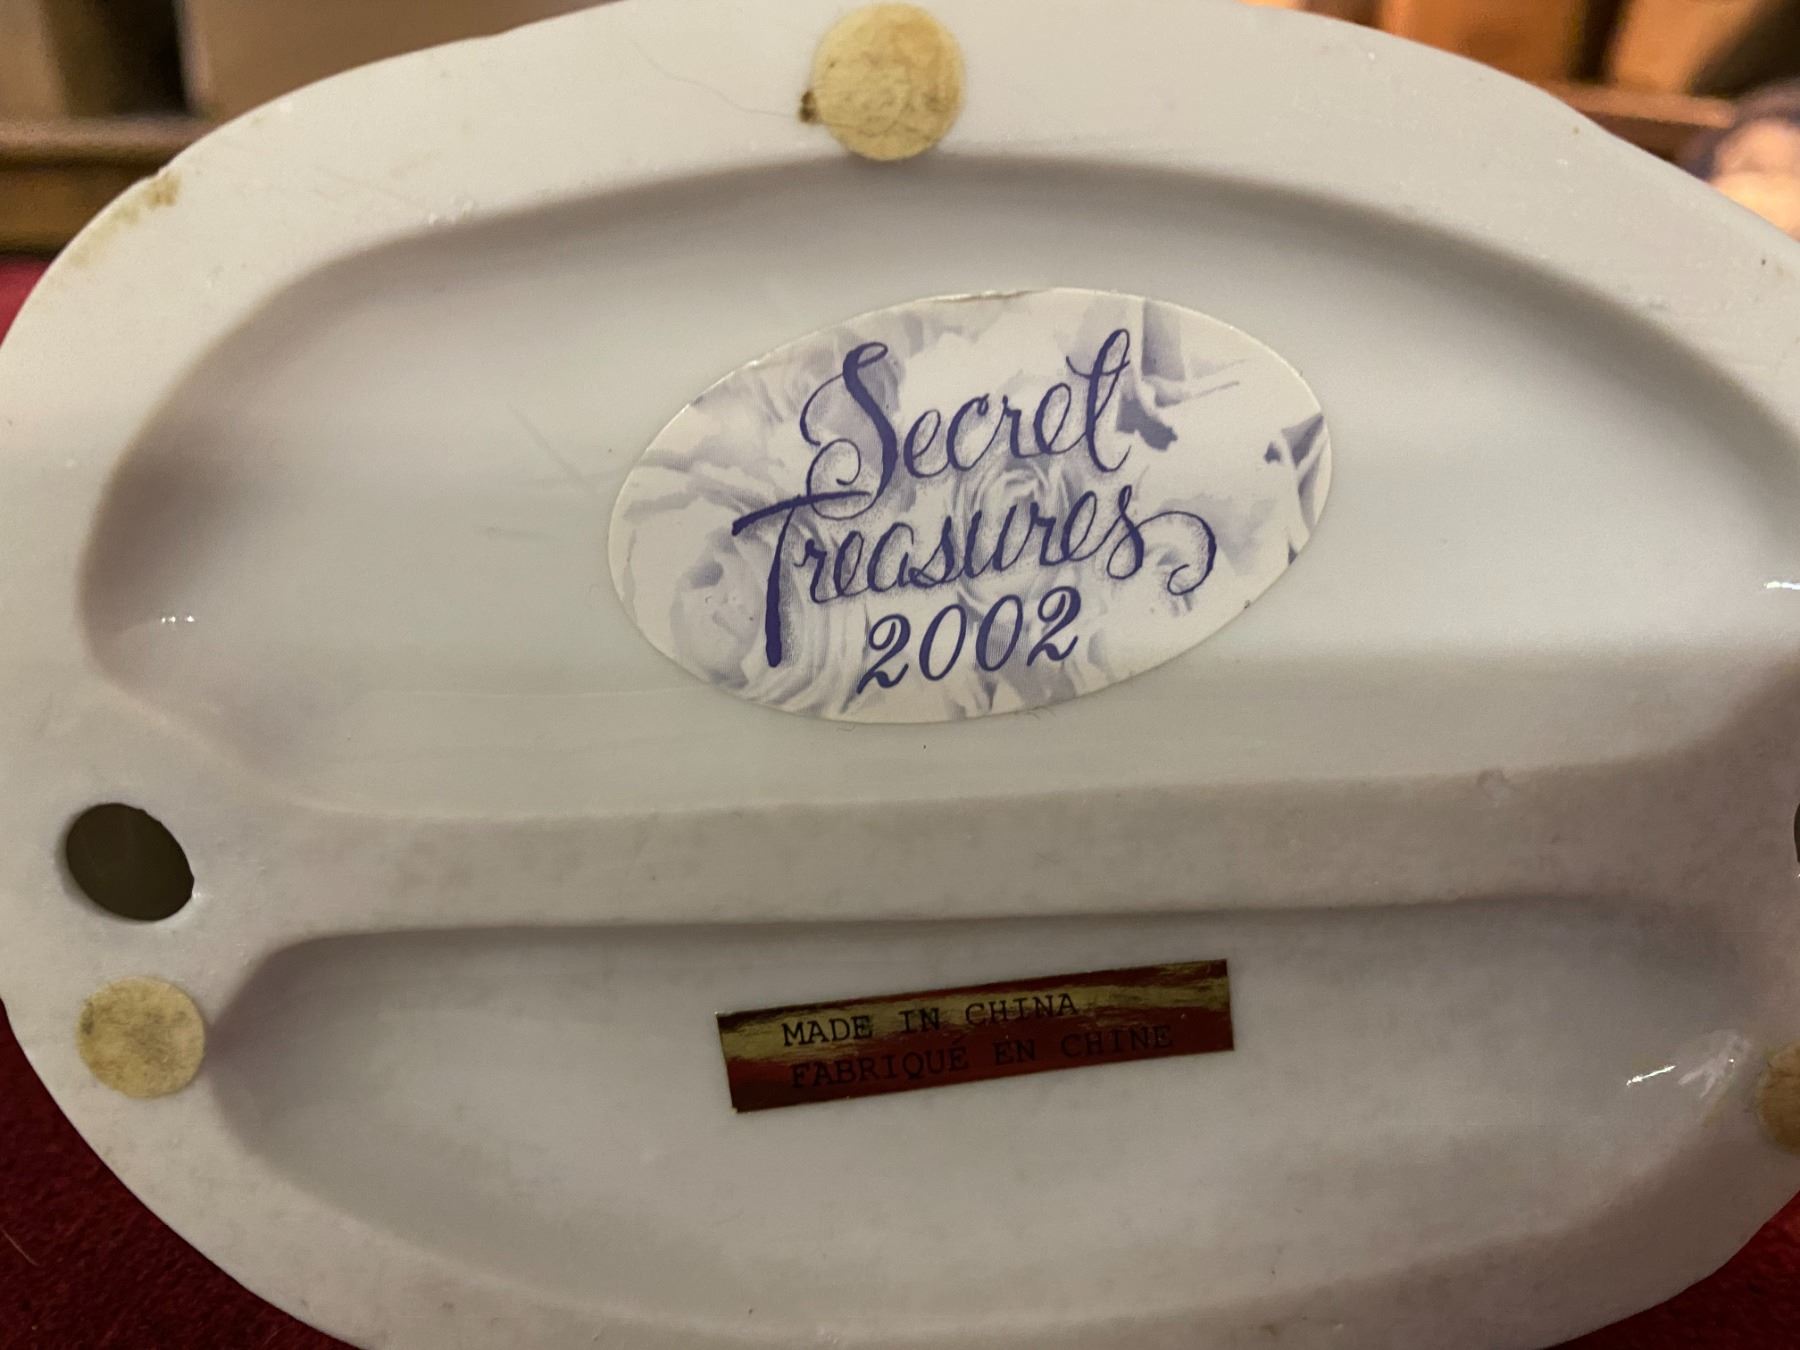 Secret
Treasures
2002
MADE IN CHINA
FABRIQUÉ EN CHINE